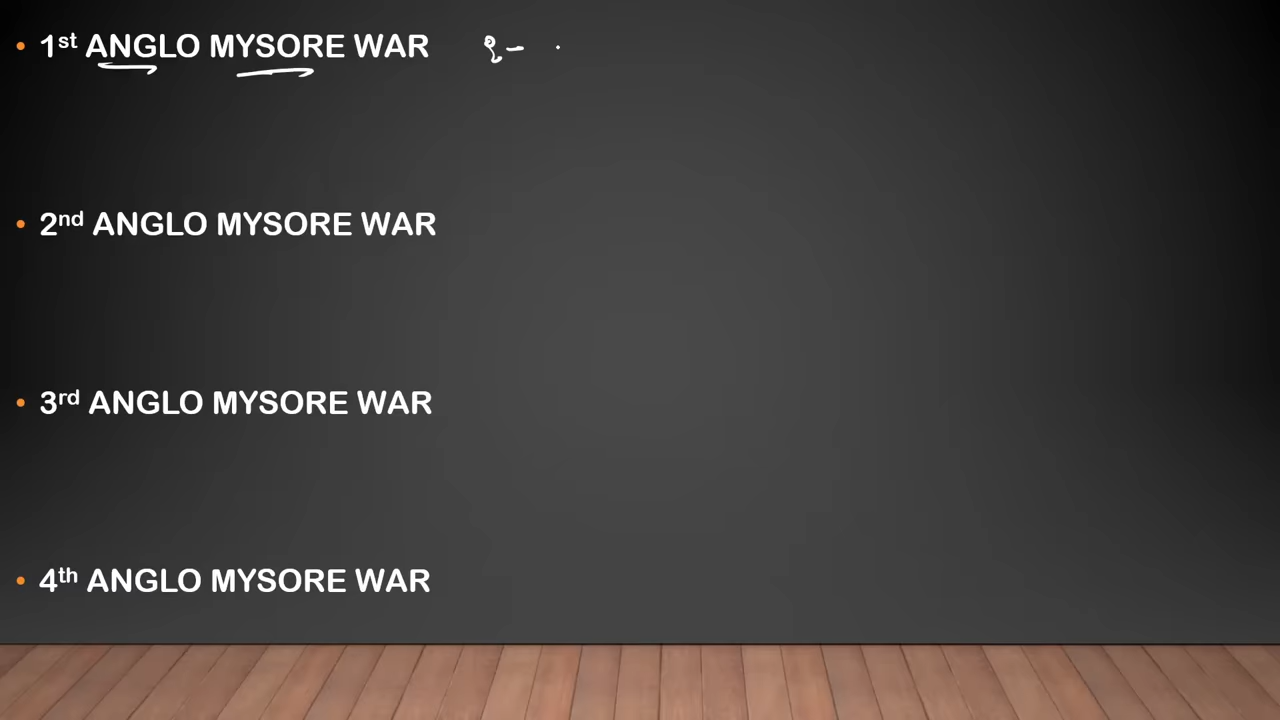 • 1st ANGLO MYSORE WAR
• 2nd ANGLO MYSORE WAR
• 3rd ANGLO MYSORE WAR
• 4th ANGLO MYSORE WAR